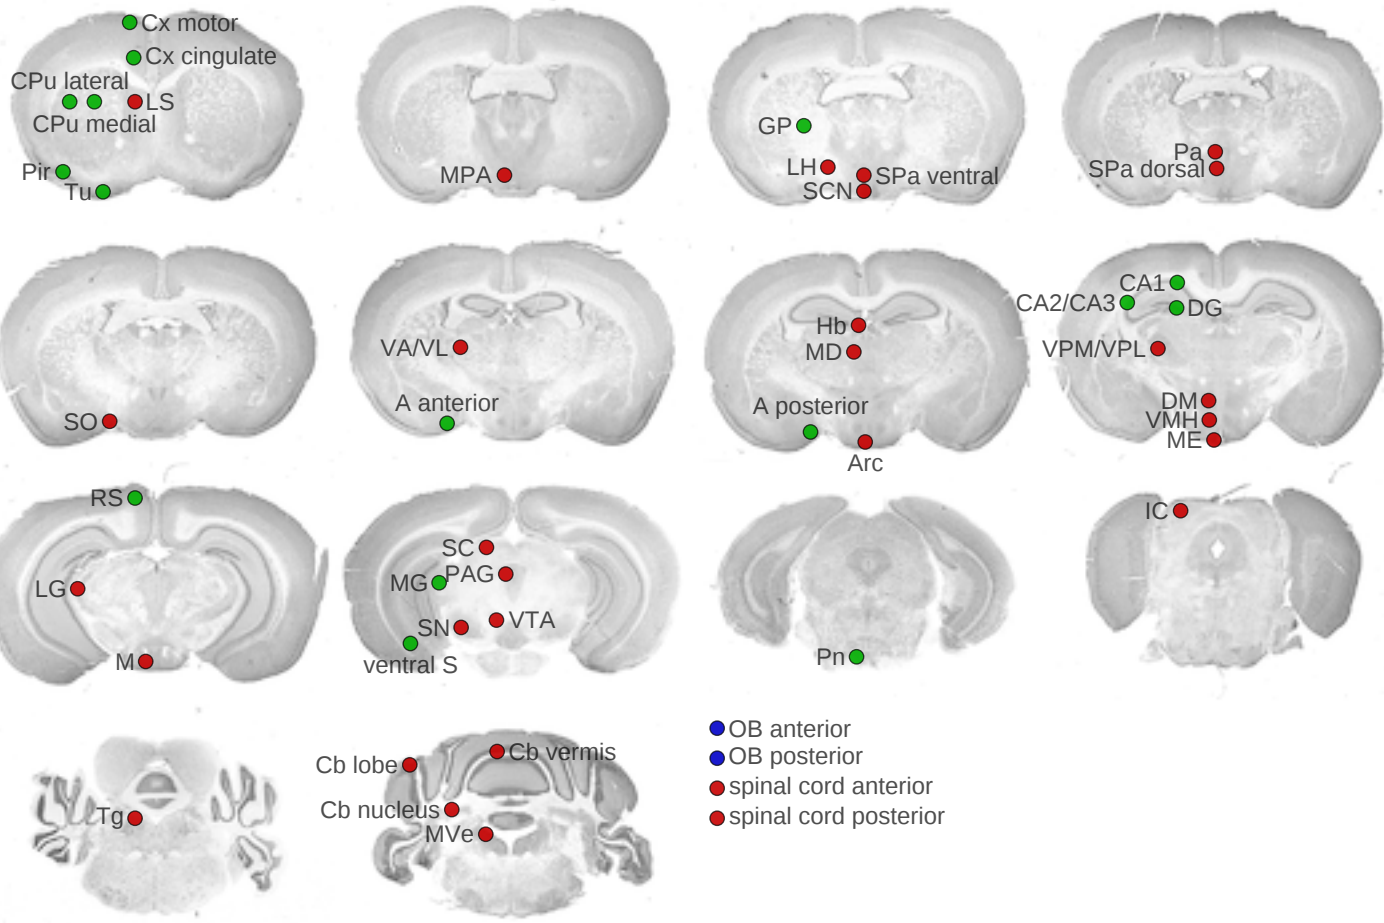 Cx motor
Cx cingulate
CPu lateral
LS
CPu medial
Pir
Tu
MPA
GP
LH
SPa ventral
SCN
Pa
SPa dorsal
SO
VA/VL
A anterior
Hb
MD
A posterior
Arc
CA1
CA2/CA3
DG
VPM/VPL
DM
VMH
ME
RS
LG
M
SC
MG
PAG
SN
VTA
ventral S
Pn
IC
Tg
Cb vermis
Cb lobe
Cb nucleus
MVe
OB anterior
OB posterior
spinal cord anterior
spinal cord posterior